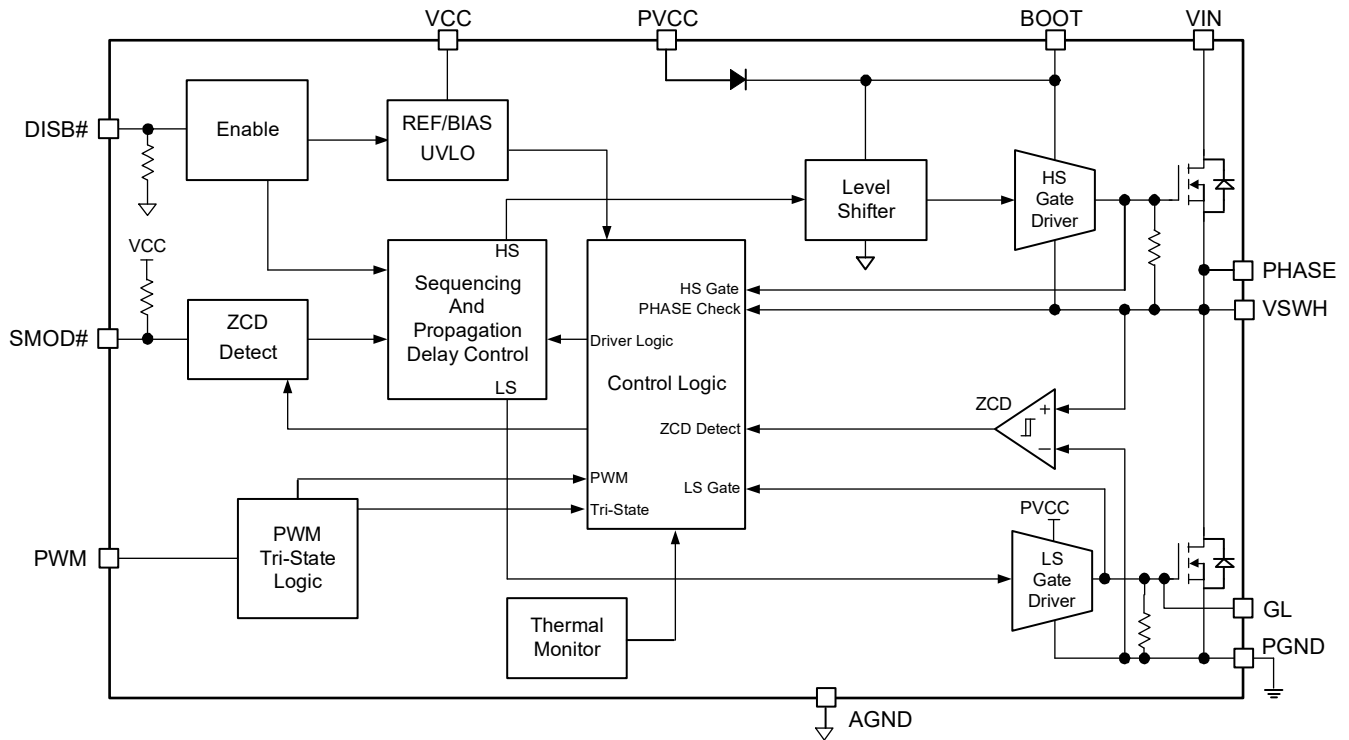 VCC
PVCC
BOOT
VIN
DISB#
Enable
REF/BIAS
UVLO
Level
Shifter
HS
Gate
Driver
VCC
HS
Sequencing
And
Propagation
Delay Control
LS
HS Gate
PHASE Check
Driver Logic
Control Logic
ZCD Detect
PWM
LS Gate
Tri-State
PHASE
VSWH
SMOD#
ZCD
Detect
ZCD
+
−
PVCC
PWM
PWM
Tri-State
Logic
LS
Gate
Driver
Thermal
Monitor
GL
PGND
AGND